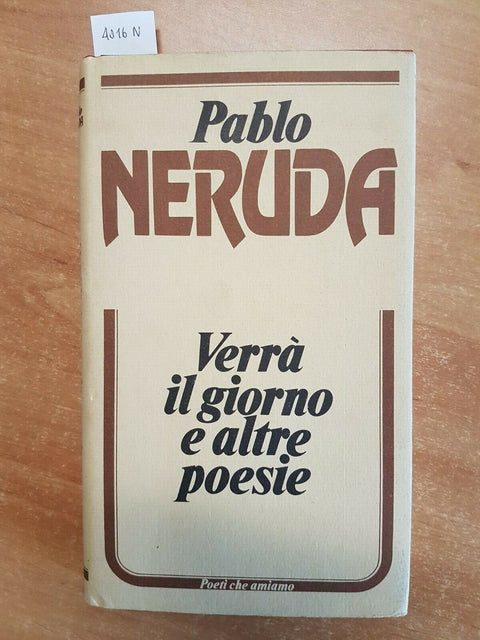 4016 N
Pablo
NERUDA
Verrà
il giorno
e altre
poesie
Poeti che amiamo